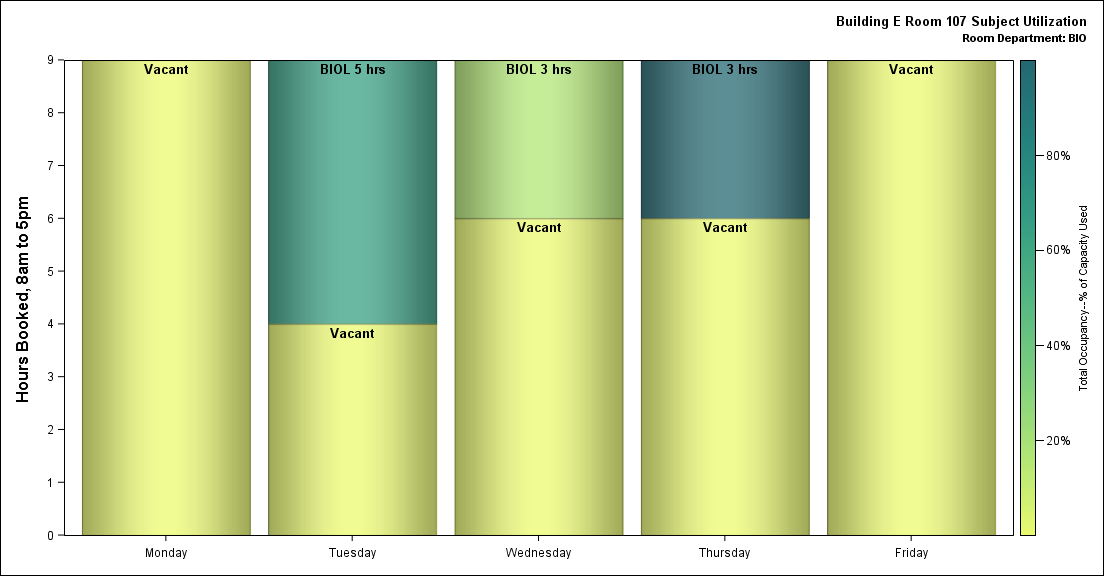 Building E Room 107 Subject Utilization
Room Department: BIO
Hours Booked, 8am to 5pm
9
8
7
6
5
4
3
2
1
0
Vacant
BIOL 5 hrs
BIOL 3 hrs
BIOL 3 hrs
Vacant
Vacant
Vacant
Vacant
Monday
Tuesday
Wednesday
Thursday
Friday
80%
60%
40%
20%
Total Occupancy--% of Capacity Used